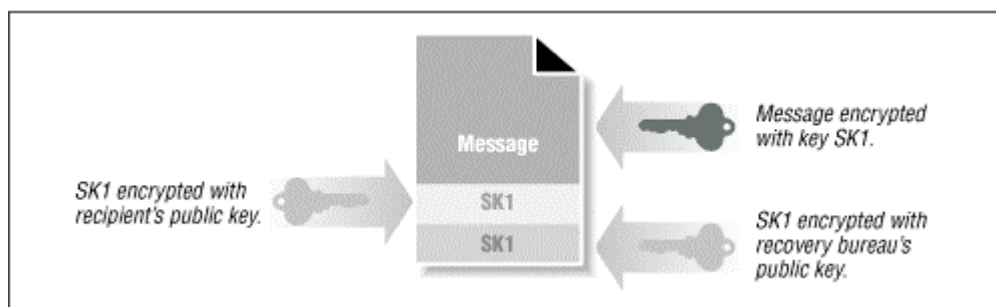 Message
SK1
SK1
SK1 encrypted with
recipient's public key.
Message encrypted
with key SK1.
SK1 encrypted with
recovery bureau's
public key.